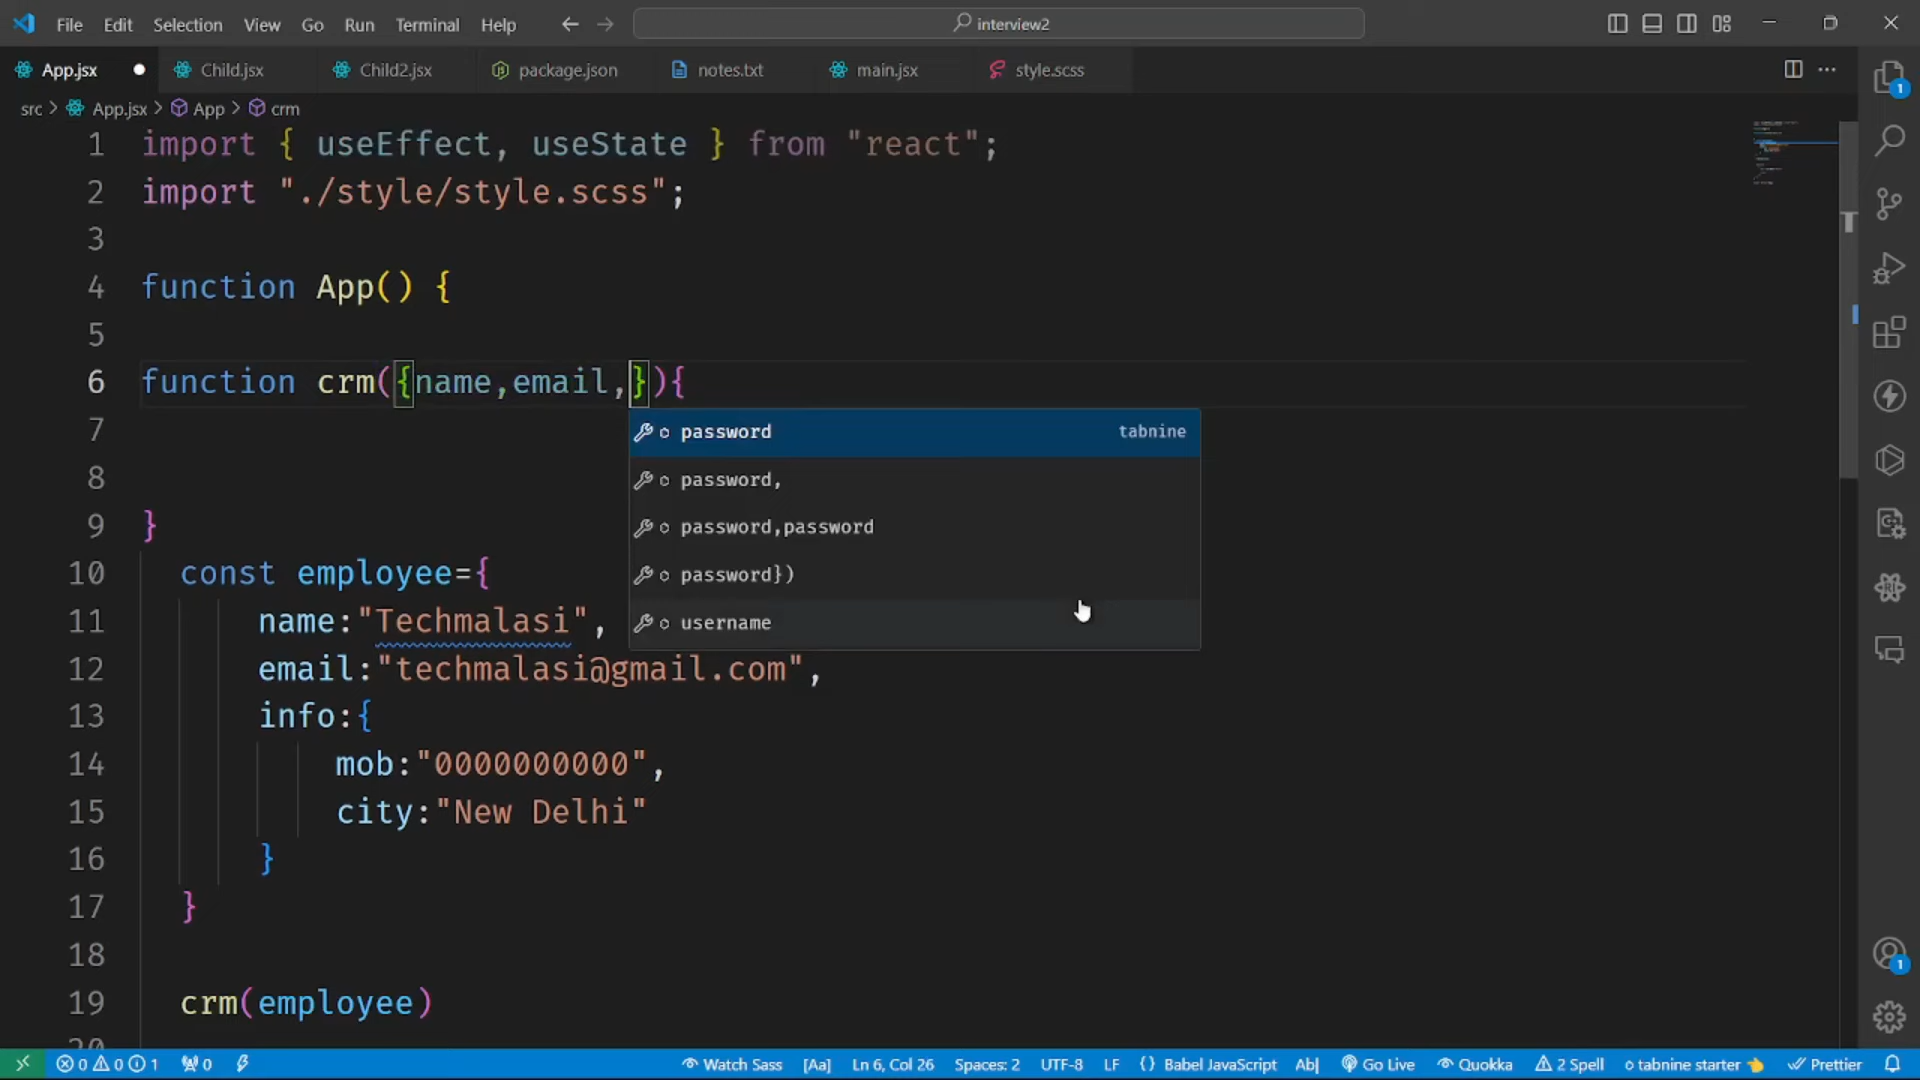 File Edit Selection View Go Run Terminal Help interview2
App.jsx Child.jsx Child2.jsx package.json notes.txt main.jsx style.scss
src > App.jsx > App > crm
1 import { useEffect, useState } from "react";
2 import "./style/style.scss";
3
4 function App() {
5
6 function crm({name,email,}){
7
8
9 }
password tabnine
password,
password,password
password})
username
10 const employee={
11 name:"Techmalasi",
12 email:"techmalasi@gmail.com",
13 info:{
14 mob:"0000000000",
15 city:"New Delhi"
16 }
17 }
18
19 crm(employee)
20
1
1
0 0 1 0 Watch Sass [Aa] Ln 6, Col 26 Spaces: 2 UTF-8 LF {} Babel JavaScript Ab| Go Live Quokka 2 Spell tabnine starter Prettier